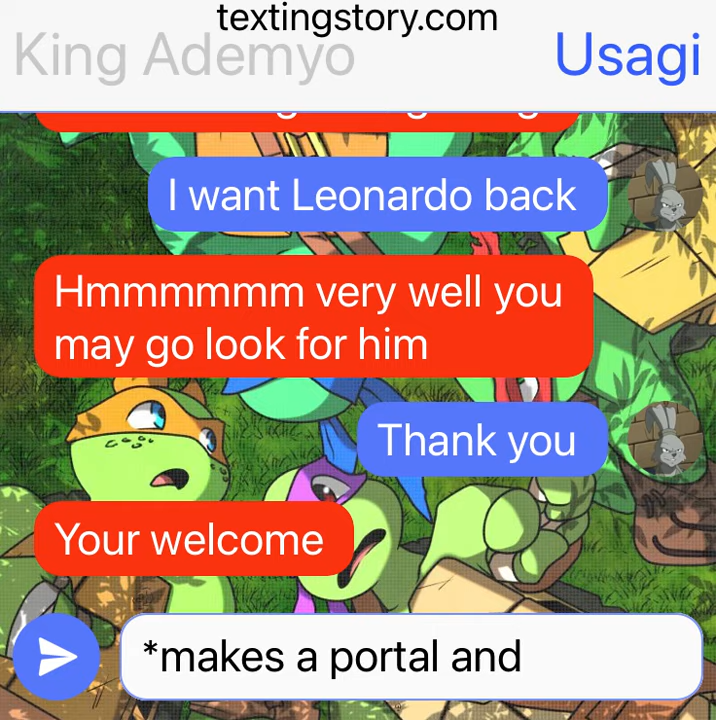 textingstory.com
King Ademyo
Usagi
I want Leonardo back
Hmmmmmm very well you
may go look for him
Thank you
Your welcome
*makes a portal and